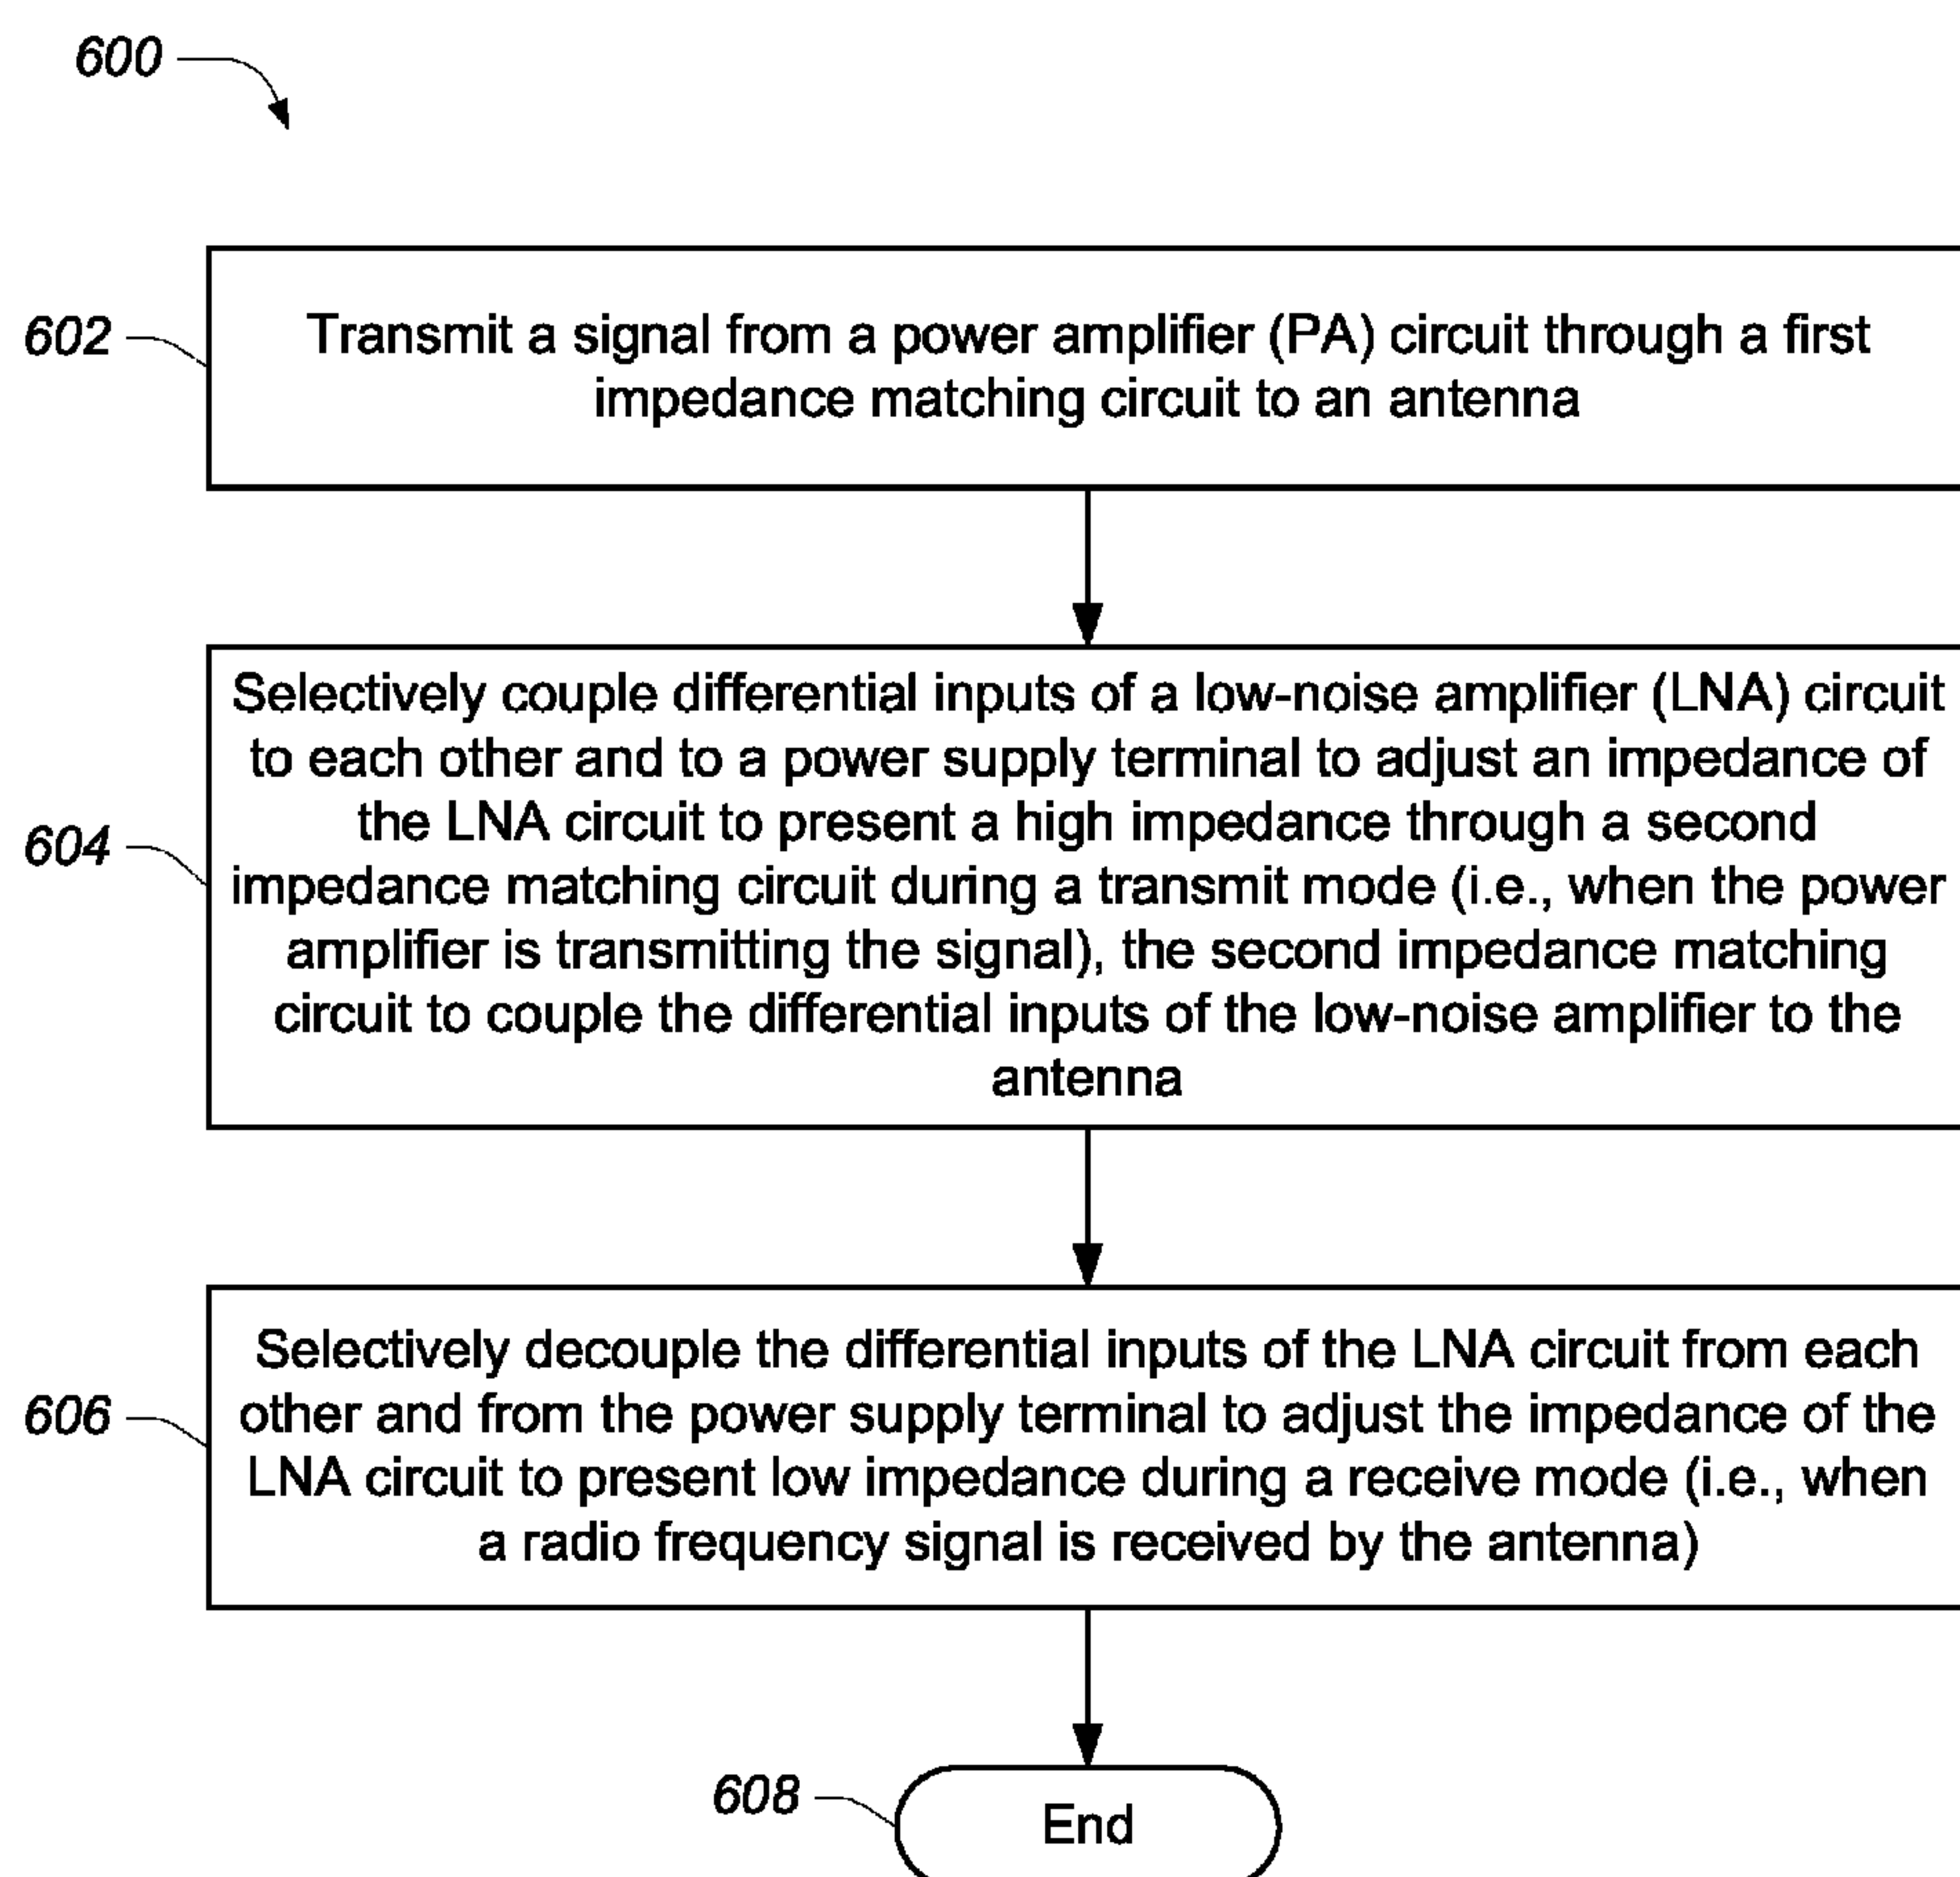 600
602
Transmit a signal from a power amplifier (PA) circuit through a first
impedance matching circuit to an antenna
604
Selectively couple differential inputs of a low-noise amplifier (LNA) circuit
to each other and to a power supply terminal to adjust an impedance of
the LNA circuit to present a high impedance through a second
impedance matching circuit during a transmit mode (i.e., when the power
amplifier is transmitting the signal), the second impedance matching
circuit to couple the differential inputs of the low-noise amplifier to the
antenna
606
Selectively decouple the differential inputs of the LNA circuit from each
other and from the power supply terminal to adjust the impedance of the
LNA circuit to present low impedance during a receive mode (i.e., when
a radio frequency signal is received by the antenna)
608
End